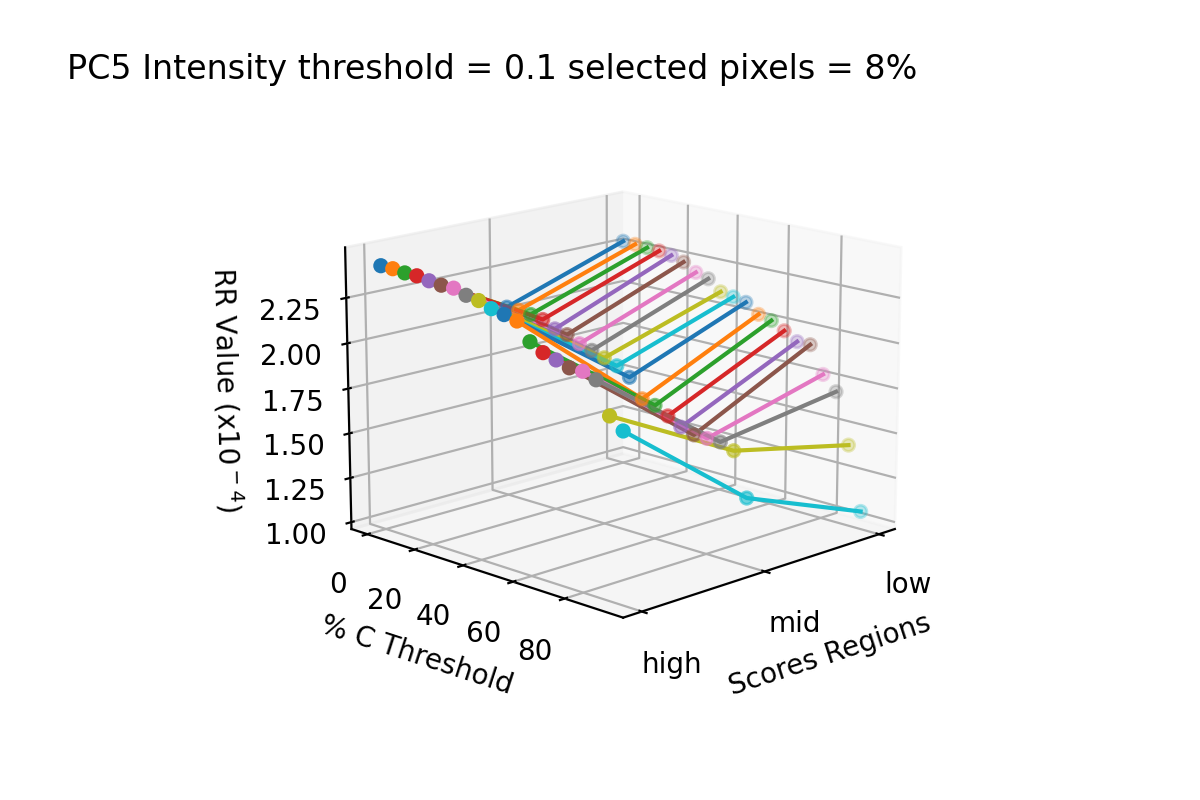 PC5 Intensity threshold = 0.1 selected pixels = 8%
RR Value (x10⁻⁴)
2.25
2.00
1.75
1.50
1.25
1.00
0
20
40
60
80
% C Threshold
high
mid
low
Scores Regions